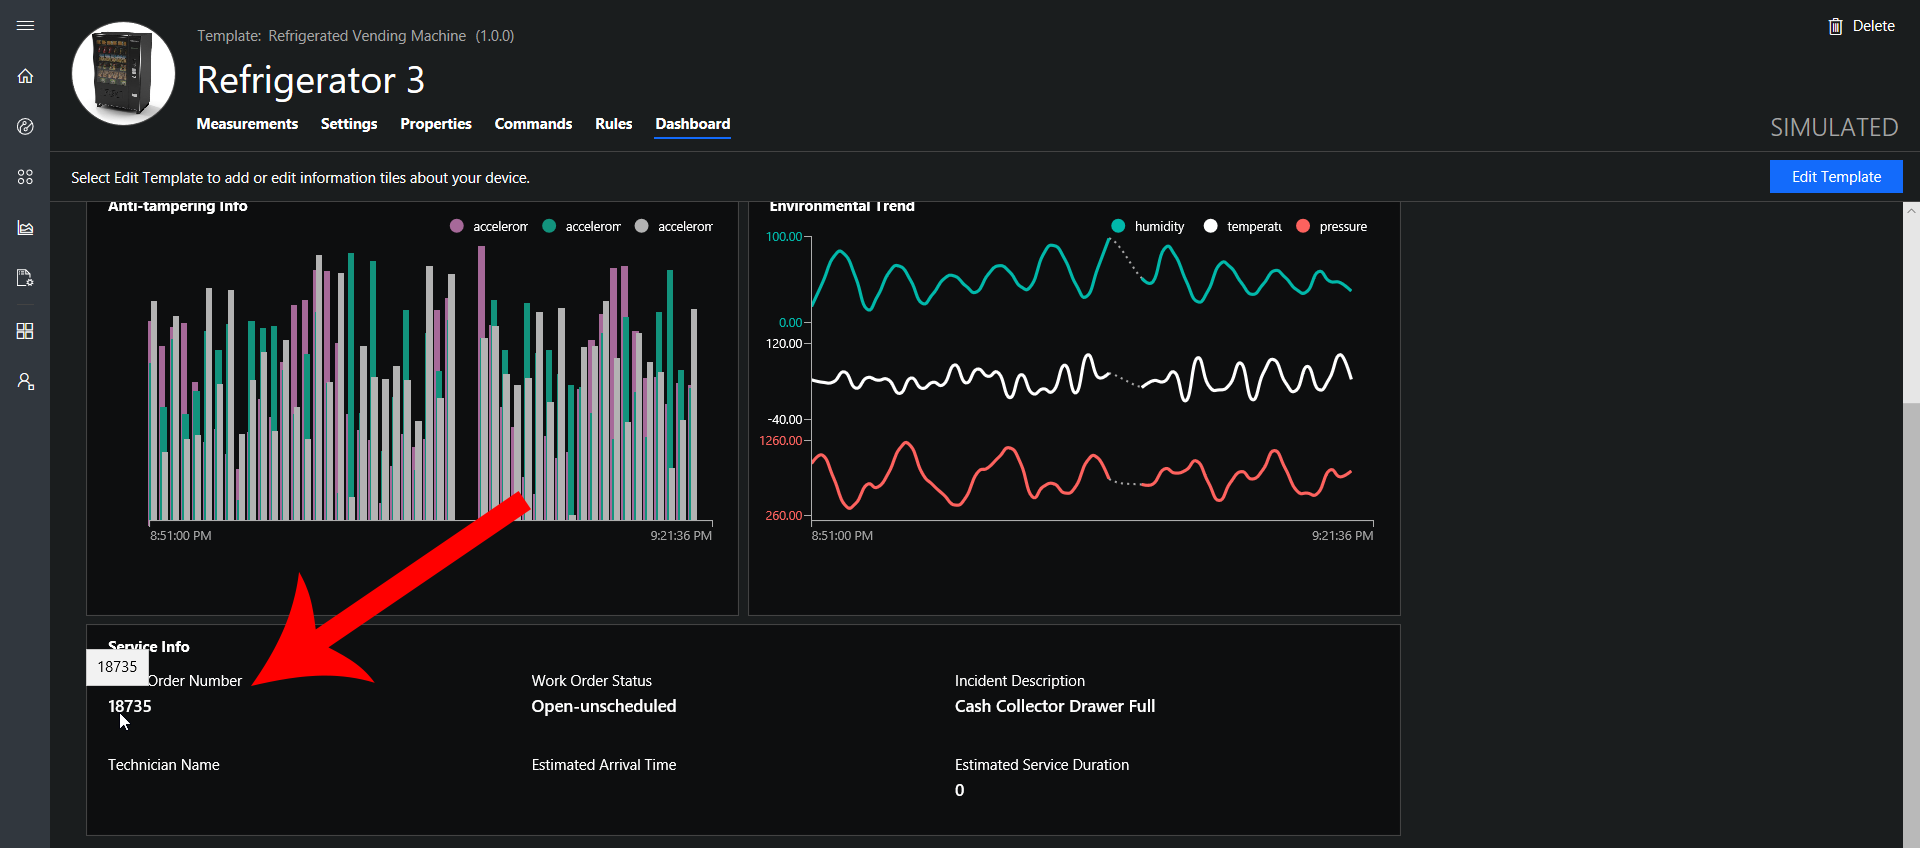 Template: Refrigerated Vending Machine (1.0.0)
Delete
Refrigerator 3
Measurements Settings Properties Commands Rules Dashboard
SIMULATED
Select Edit Template to add or edit information tiles about your device.
Edit Template
Anti-tampering Info
accelerom accelerom accelerom
8:51:00 PM 9:21:36 PM
Environmental Trend
humidity temperatu pressure
100.00
0.00
120.00
-40.00
1260.00
260.00
8:51:00 PM 9:21:36 PM
Service Info
18735
Order Number
18735
Work Order Status
Open-unscheduled
Incident Description
Cash Collector Drawer Full
Technician Name
Estimated Arrival Time
Estimated Service Duration
0